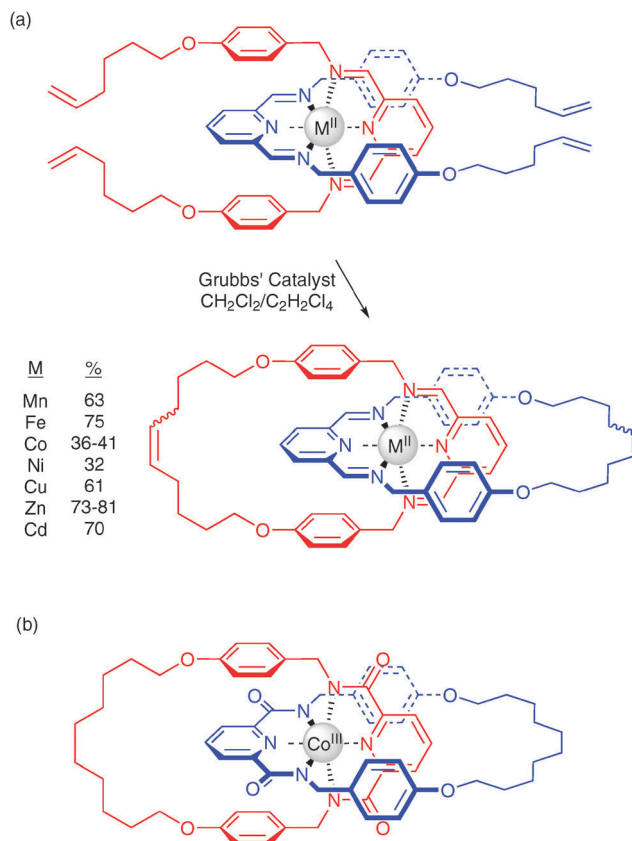 (a)
O
N
O
N
N
M^II
N
N
O
N
O
Grubbs' Catalyst
CH2Cl2/C2H2Cl4
M %
Mn 63
Fe 75
Co 36-41
Ni 32
Cu 61
Zn 73-81
Cd 70
O
N
O
N
N
M^II
N
N
O
N
O
(b)
O
O
N
O
O
N
N
Co^III
N
O
N
O
N
O
O